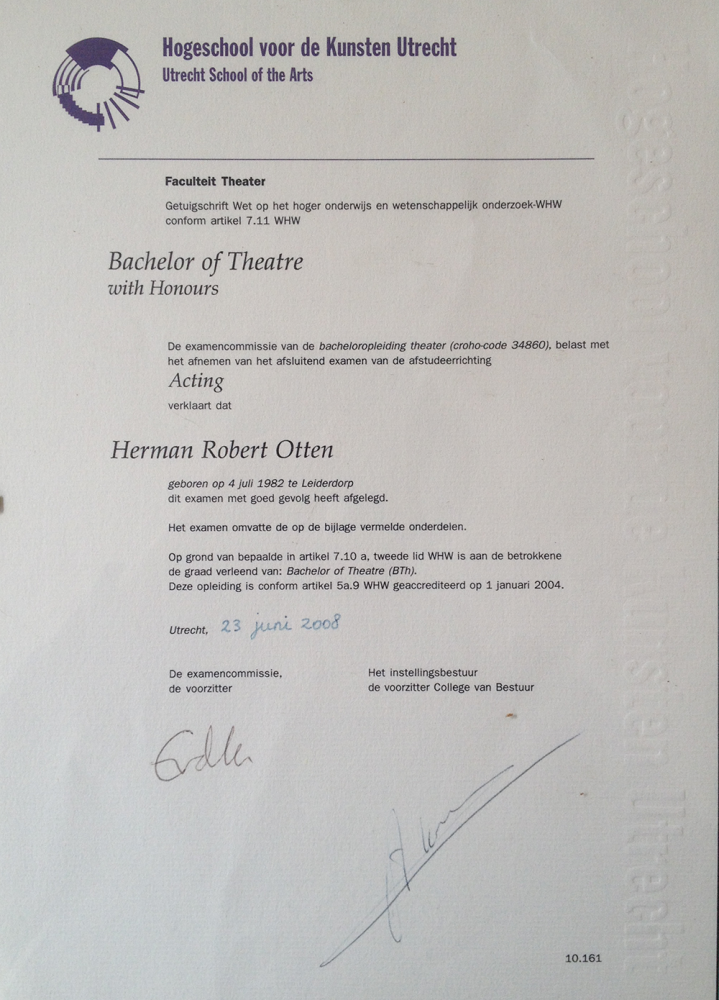 Hogeschool voor de Kunsten Utrecht
Utrecht School of the Arts
Faculteit Theater
Getuigschrift Wet op het hoger onderwijs en wetenschappelijk onderzoek-WHW
conform artikel 7.11 WHW
Bachelor of Theatre
with Honours
De examencommissie van de bacheloropleiding theater (croho-code 34860), belast met
het afnemen van het afsluitend examen van de afstudeerrichting
Acting
verklaart dat
Herman Robert Otten
geboren op 4 juli 1982 te Leiderdorp
dit examen met goed gevolg heeft afgelegd.
Het examen omvatte de op de bijlage vermelde onderdelen.
Op grond van bepaalde in artikel 7.10 a, tweede lid WHW is aan de betrokkene
de graad verleend van: Bachelor of Theatre (BTh).
Deze opleiding is conform artikel 5a.9 WHW geaccrediteerd op 1 januari 2004.
Utrecht, 23 juni 2008
De examencommissie, Het instellingsbestuur
de voorzitter de voorzitter College van Bestuur
10.161
Hogeschool voor de Kunsten Utrecht